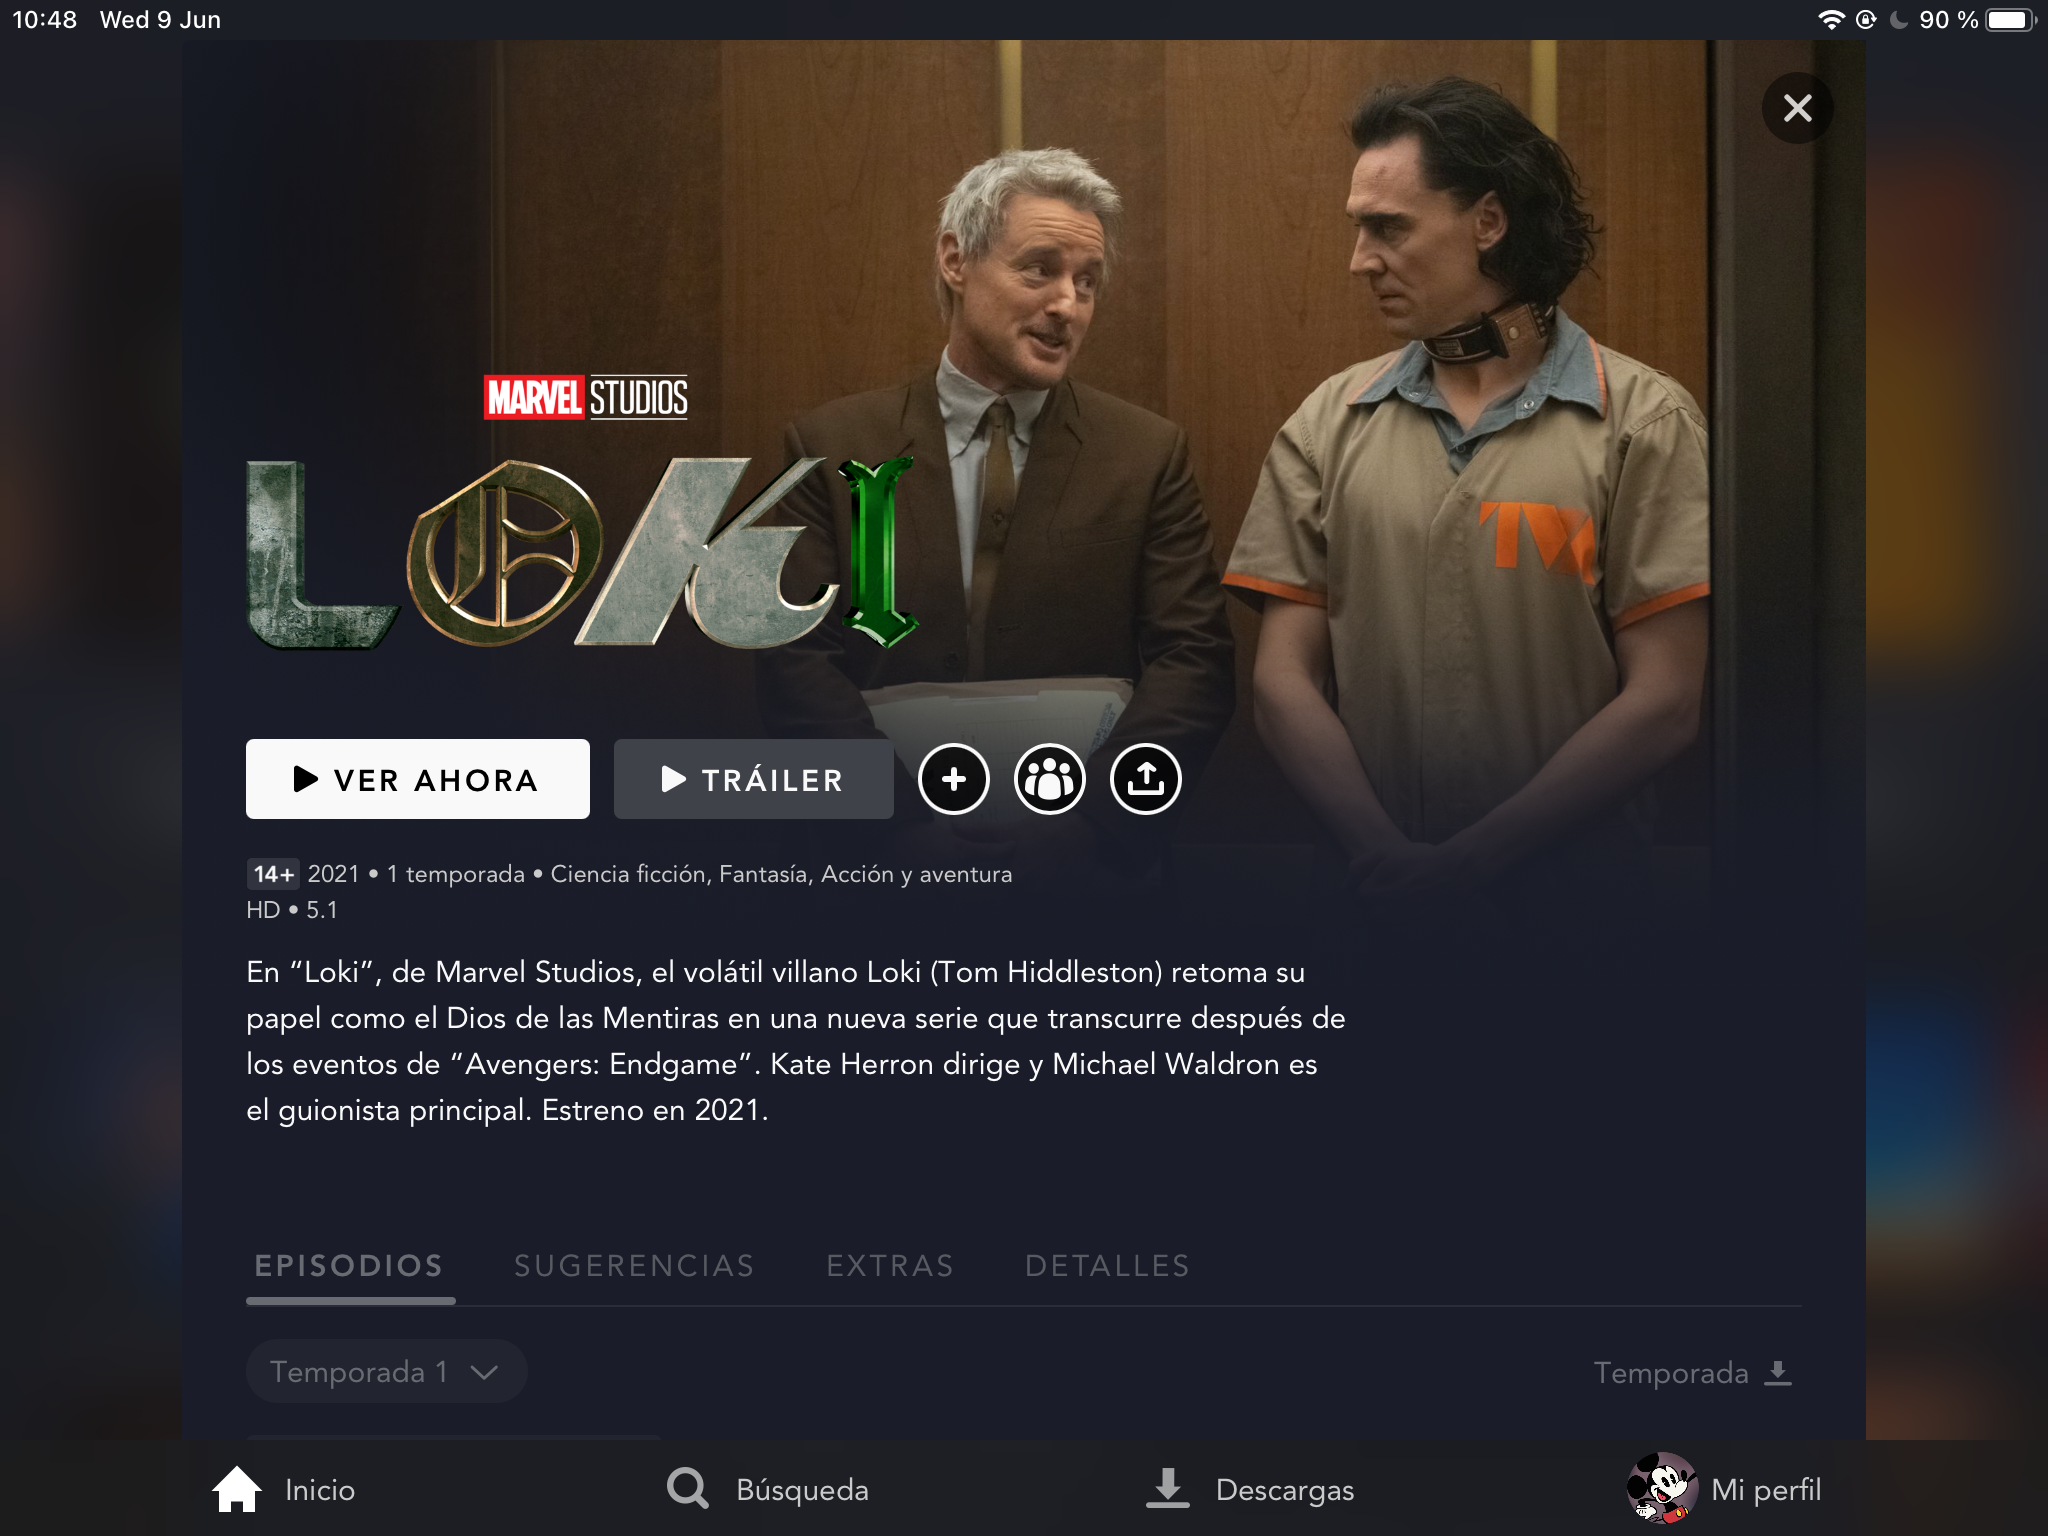 10:48 Wed 9 Jun 90 %
MARVEL STUDIOS
LOKI
TVA
VER AHORA TRÁILER
14+ 2021 • 1 temporada • Ciencia ficción, Fantasía, Acción y aventura
HD • 5.1
En “Loki”, de Marvel Studios, el volátil villano Loki (Tom Hiddleston) retoma su
papel como el Dios de las Mentiras en una nueva serie que transcurre después de
los eventos de “Avengers: Endgame”. Kate Herron dirige y Michael Waldron es
el guionista principal. Estreno en 2021.
EPISODIOS SUGERENCIAS EXTRAS DETALLES
Temporada 1 Temporada
Inicio Búsqueda Descargas Mi perfil